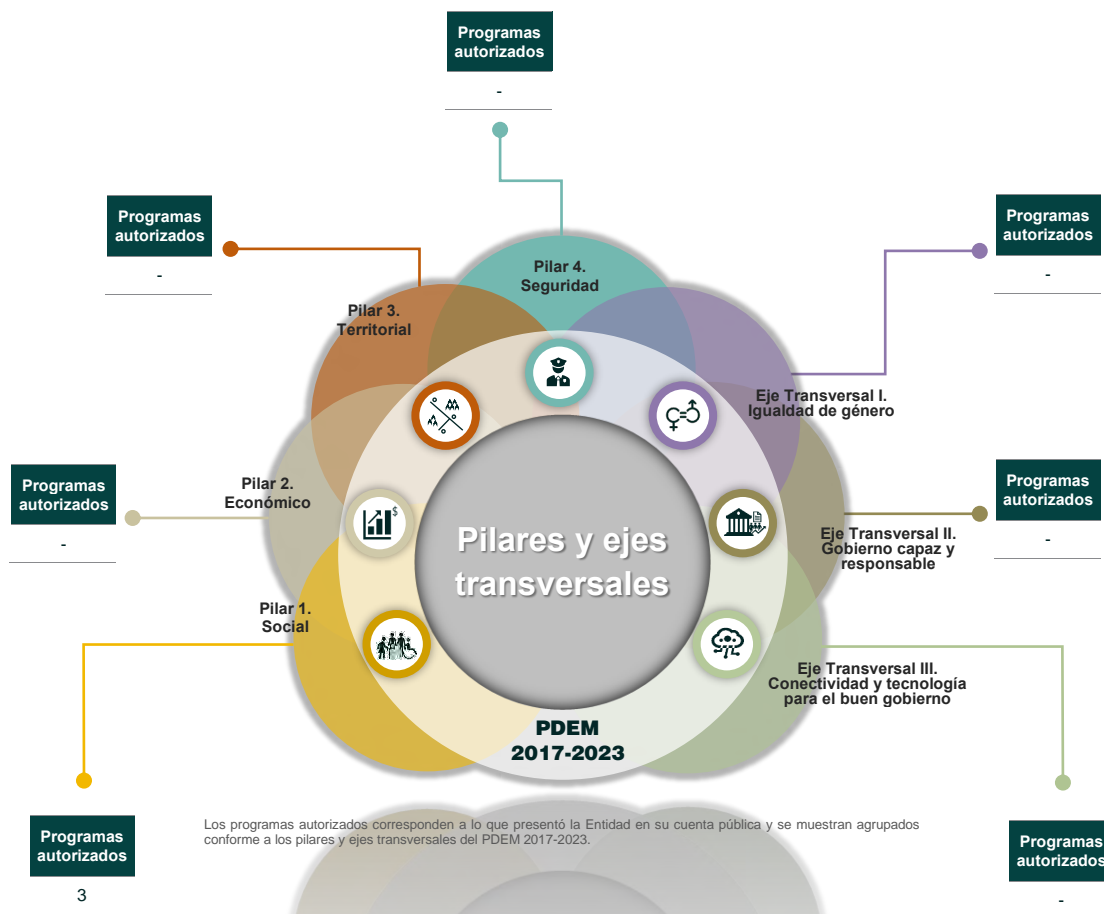 Programas
autorizados
-
Programas
autorizados
-
Programas
autorizados
-
Pilar 4.
Seguridad
Pilar 3.
Territorial
Eje Transversal I.
Igualdad de género
Programas
autorizados
-
Pilar 2.
Económico
$
Programas
autorizados
-
Pilares y ejes
transversales
Eje Transversal II.
Gobierno capaz y
responsable
Pilar 1.
Social
Eje Transversal III.
Conectividad y tecnología
para el buen gobierno
PDEM
2017-2023
Los programas autorizados corresponden a lo que presentó la Entidad en su cuenta pública y se muestran agrupados
conforme a los pilares y ejes transversales del PDEM 2017-2023.
Programas
autorizados
3
Programas
autorizados
-